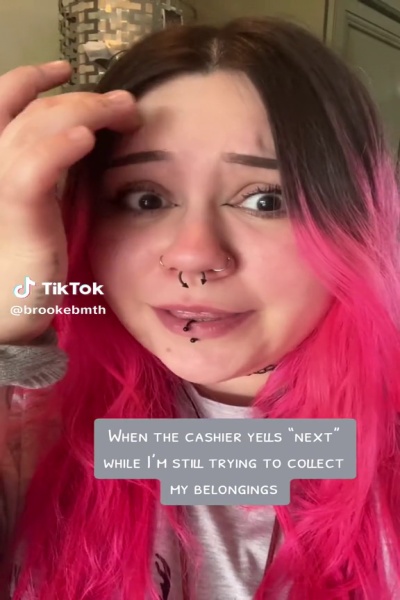 TikTok
@brookebmth
When the cashier yells "next"
while I'm still trying to collect
my belongings